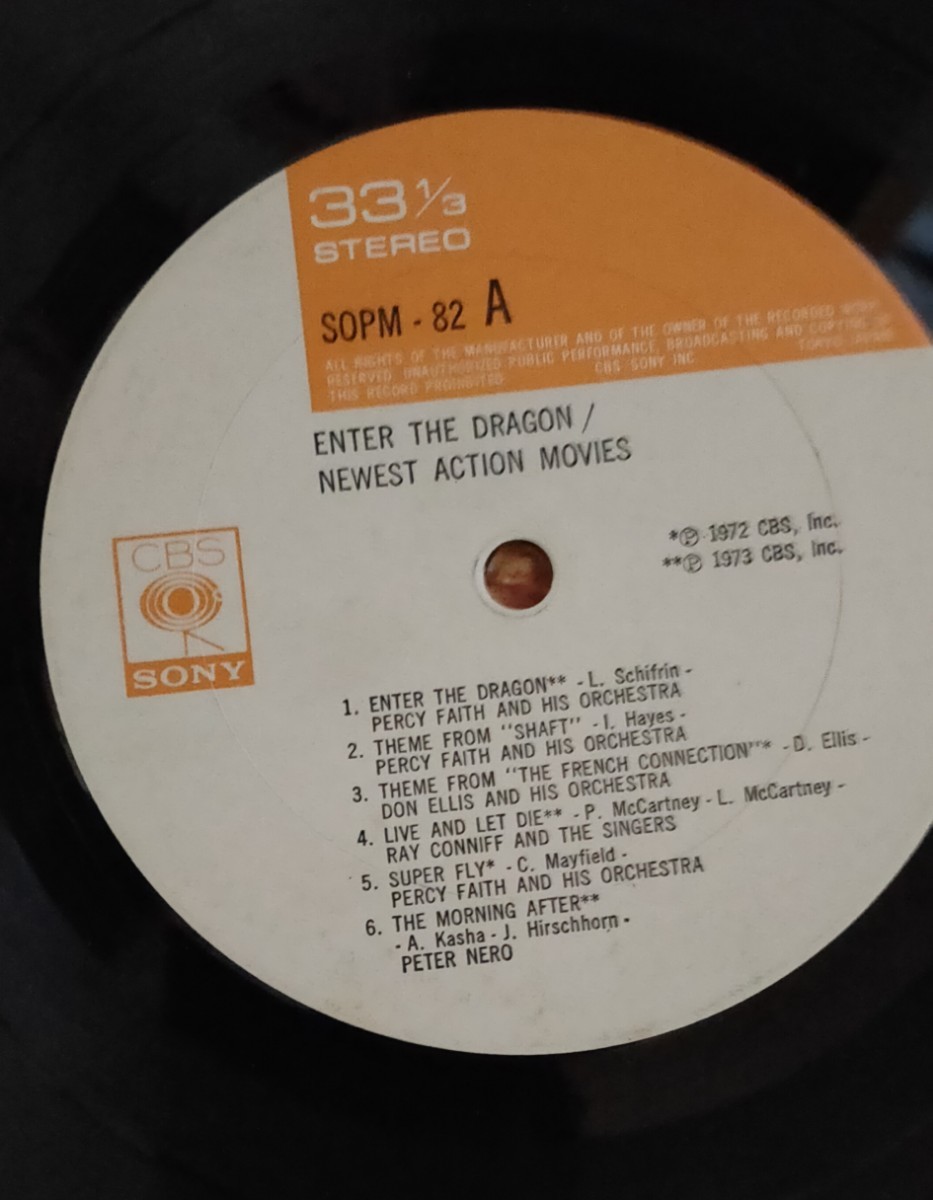 33 1/3
STEREO
SOPM - 82 A
ALL RIGHTS OF THE MANUFACTURER AND OF THE OWNER OF THE RECORDED WORK
RESERVED UNAUTHORIZED PUBLIC PERFORMANCE, BROADCASTING AND COPYING OF
THIS RECORD PROHIBITED CBS/SONY INC TOKYO JAPAN
ENTER THE DRAGON /
NEWEST ACTION MOVIES
*Ⓟ 1972 CBS, Inc.
**Ⓟ 1973 CBS, Inc.
CBS
SONY
1. ENTER THE DRAGON** - L. Schifrin -
PERCY FAITH AND HIS ORCHESTRA
2. THEME FROM "SHAFT" - I. Hayes -
PERCY FAITH AND HIS ORCHESTRA
3. THEME FROM "THE FRENCH CONNECTION"* - D. Ellis -
DON ELLIS AND HIS ORCHESTRA
4. LIVE AND LET DIE** - P. McCartney - L. McCartney -
RAY CONNIFF AND THE SINGERS
5. SUPER FLY* - C. Mayfield -
PERCY FAITH AND HIS ORCHESTRA
6. THE MORNING AFTER**
- A. Kasha - J. Hirschhorn -
PETER NERO